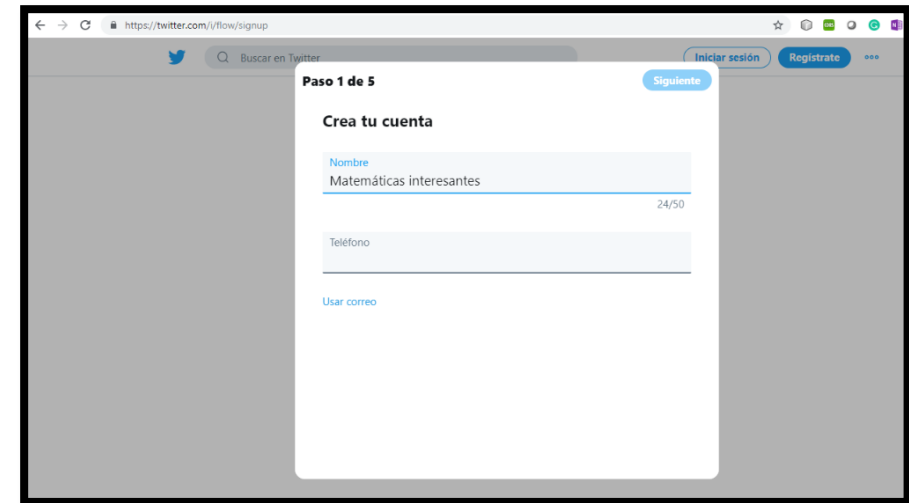 https://twitter.com/i/flow/signup
Buscar en Twitter
Iniciar sesión
Regístrate
Paso 1 de 5
Siguiente
Crea tu cuenta
Nombre
Matemáticas interesantes
24/50
Teléfono
Usar correo